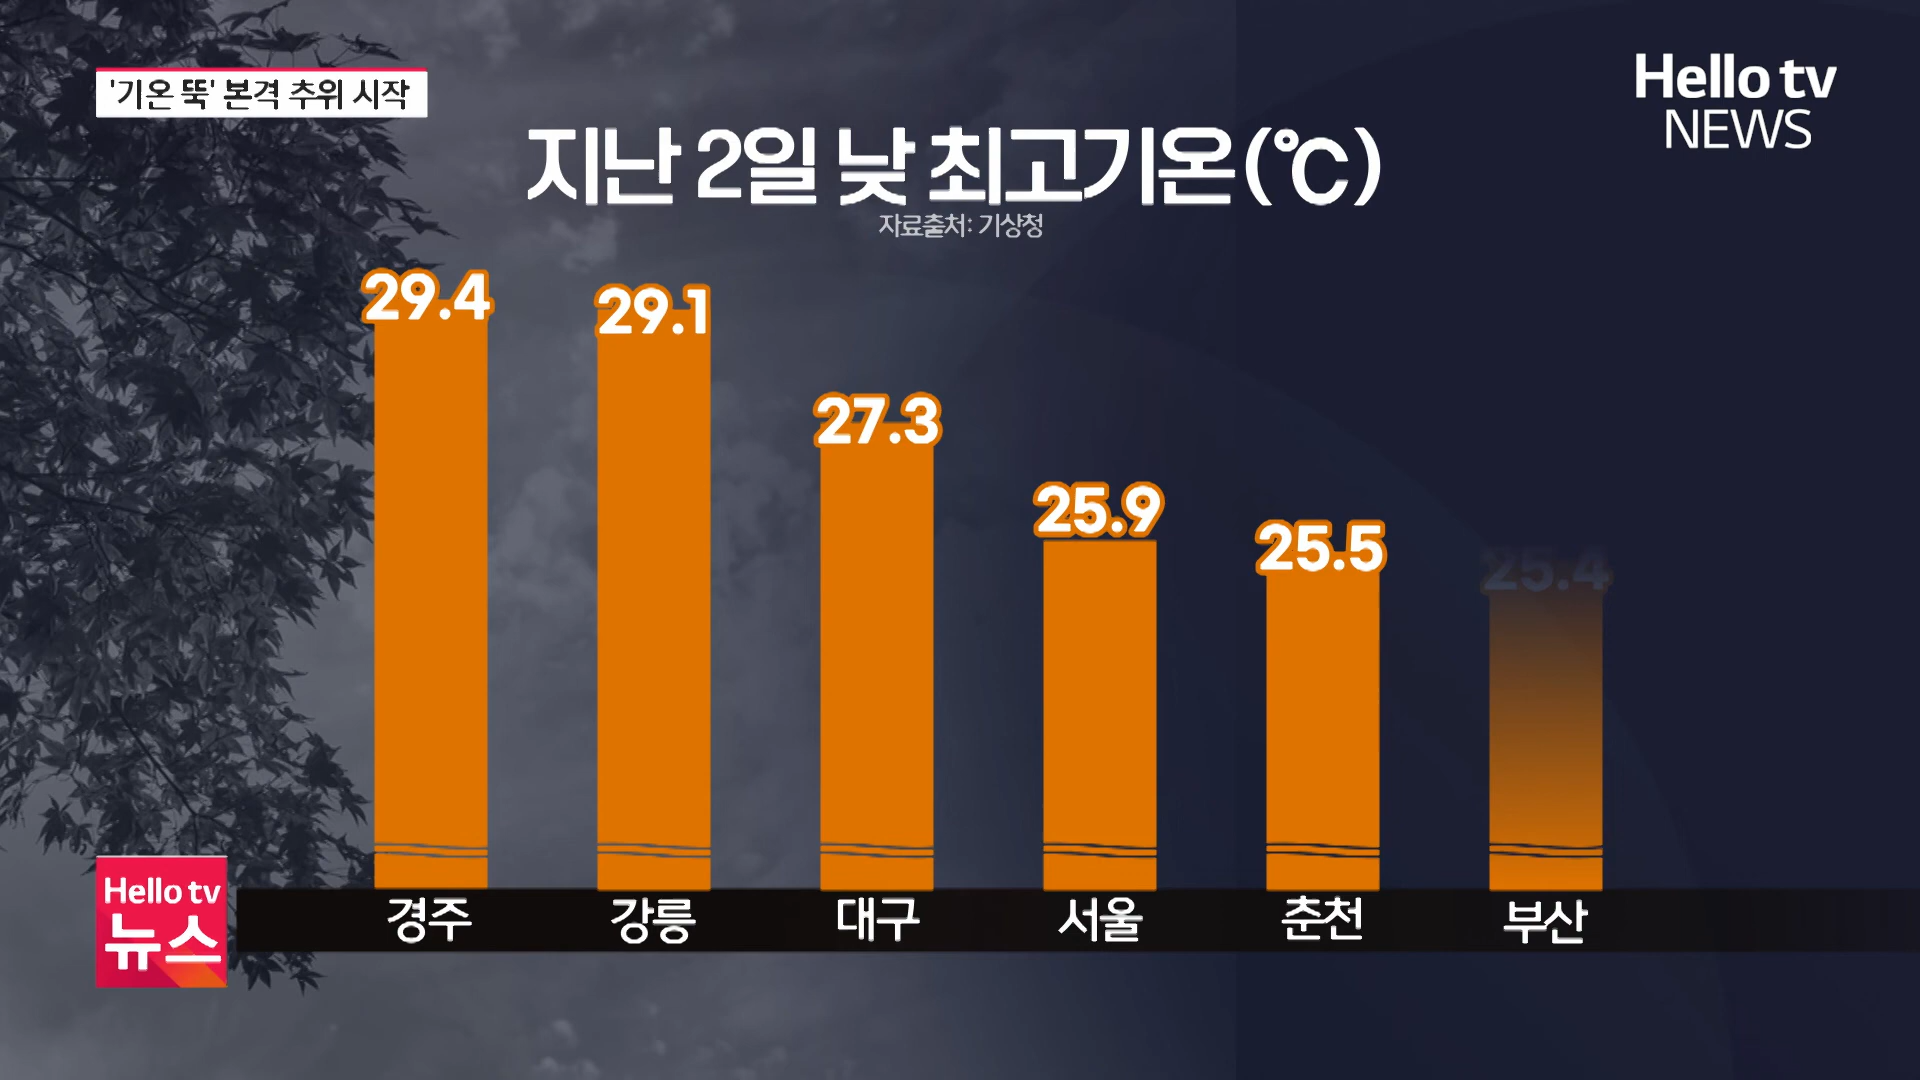 '기온 뚝' 본격 추위 시작
Hello tv
NEWS
지난 2일 낮 최고기온(℃)
자료출처: 기상청
29.4
29.1
27.3
25.9
25.5
25.4
경주
강릉
대구
서울
춘천
부산
Hello tv
뉴스